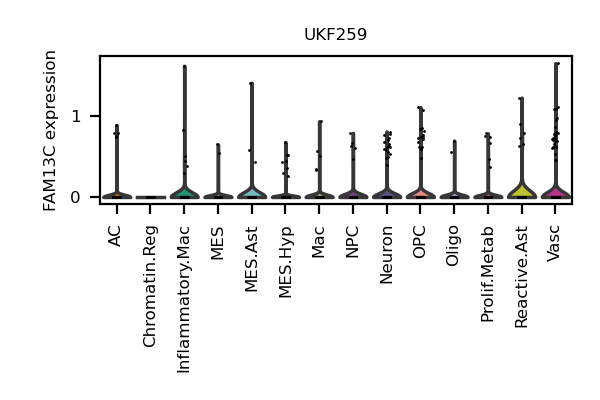 UKF259
FAM13C expression
1
0
AC
Chromatin.Reg
Inflammatory.Mac
MES
MES.Ast
MES.Hyp
Mac
NPC
Neuron
OPC
Oligo
Prolif.Metab
Reactive.Ast
Vasc